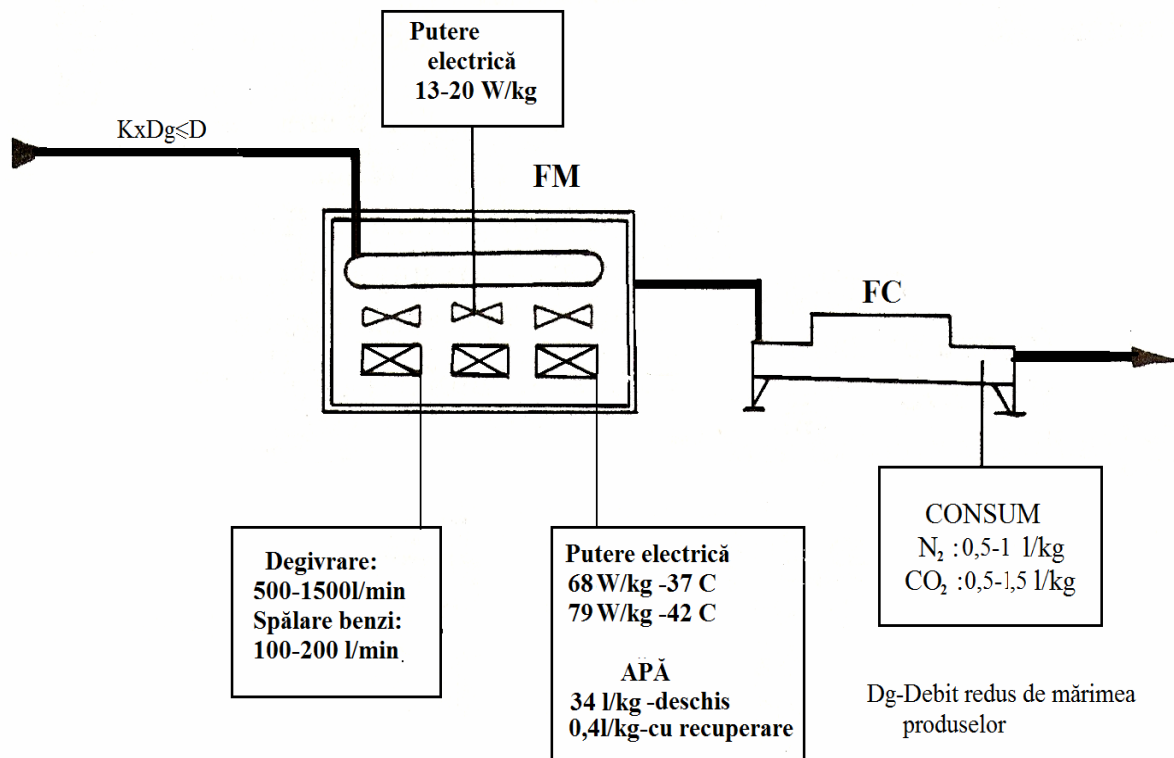 Putere
electrică
13-20 W/kg
KxDg⩽D
FM
FC
Degivrare:
500-1500l/min
Spălare benzi:
100-200 l/min
Putere electrică
68 W/kg -37 C
79 W/kg -42 C
APĂ
34 l/kg -deschis
0,4l/kg-cu recuperare
CONSUM
N₂ :0,5-1 l/kg
CO₂ :0,5-1,5 l/kg
Dg-Debit redus de mărimea
produselor